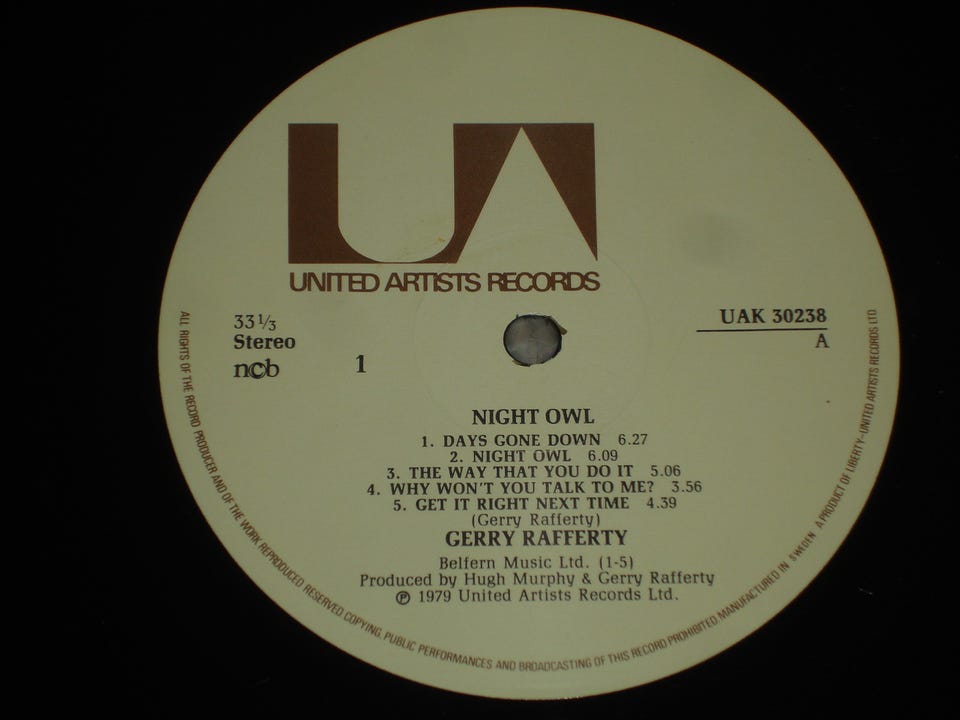 UA
UNITED ARTISTS RECORDS
33⅓
Stereo
ncb
1
UAK 30238
A
NIGHT OWL
1. DAYS GONE DOWN 6.27
2. NIGHT OWL 6.09
3. THE WAY THAT YOU DO IT 5.06
4. WHY WON'T YOU TALK TO ME? 3.56
5. GET IT RIGHT NEXT TIME 4.39
(Gerry Rafferty)
GERRY RAFFERTY
Belfern Music Ltd. (1-5)
Produced by Hugh Murphy & Gerry Rafferty
℗ 1979 United Artists Records Ltd.
ALL RIGHTS OF THE RECORD PRODUCER AND OF THE WORK REPRODUCED RESERVED COPYING, PUBLIC PERFORMANCES AND BROADCASTING OF THIS RECORD PROHIBITED MANUFACTURED IN SWEDEN A PRODUCT OF LIBERTY-UNITED ARTISTS RECORDS LTD